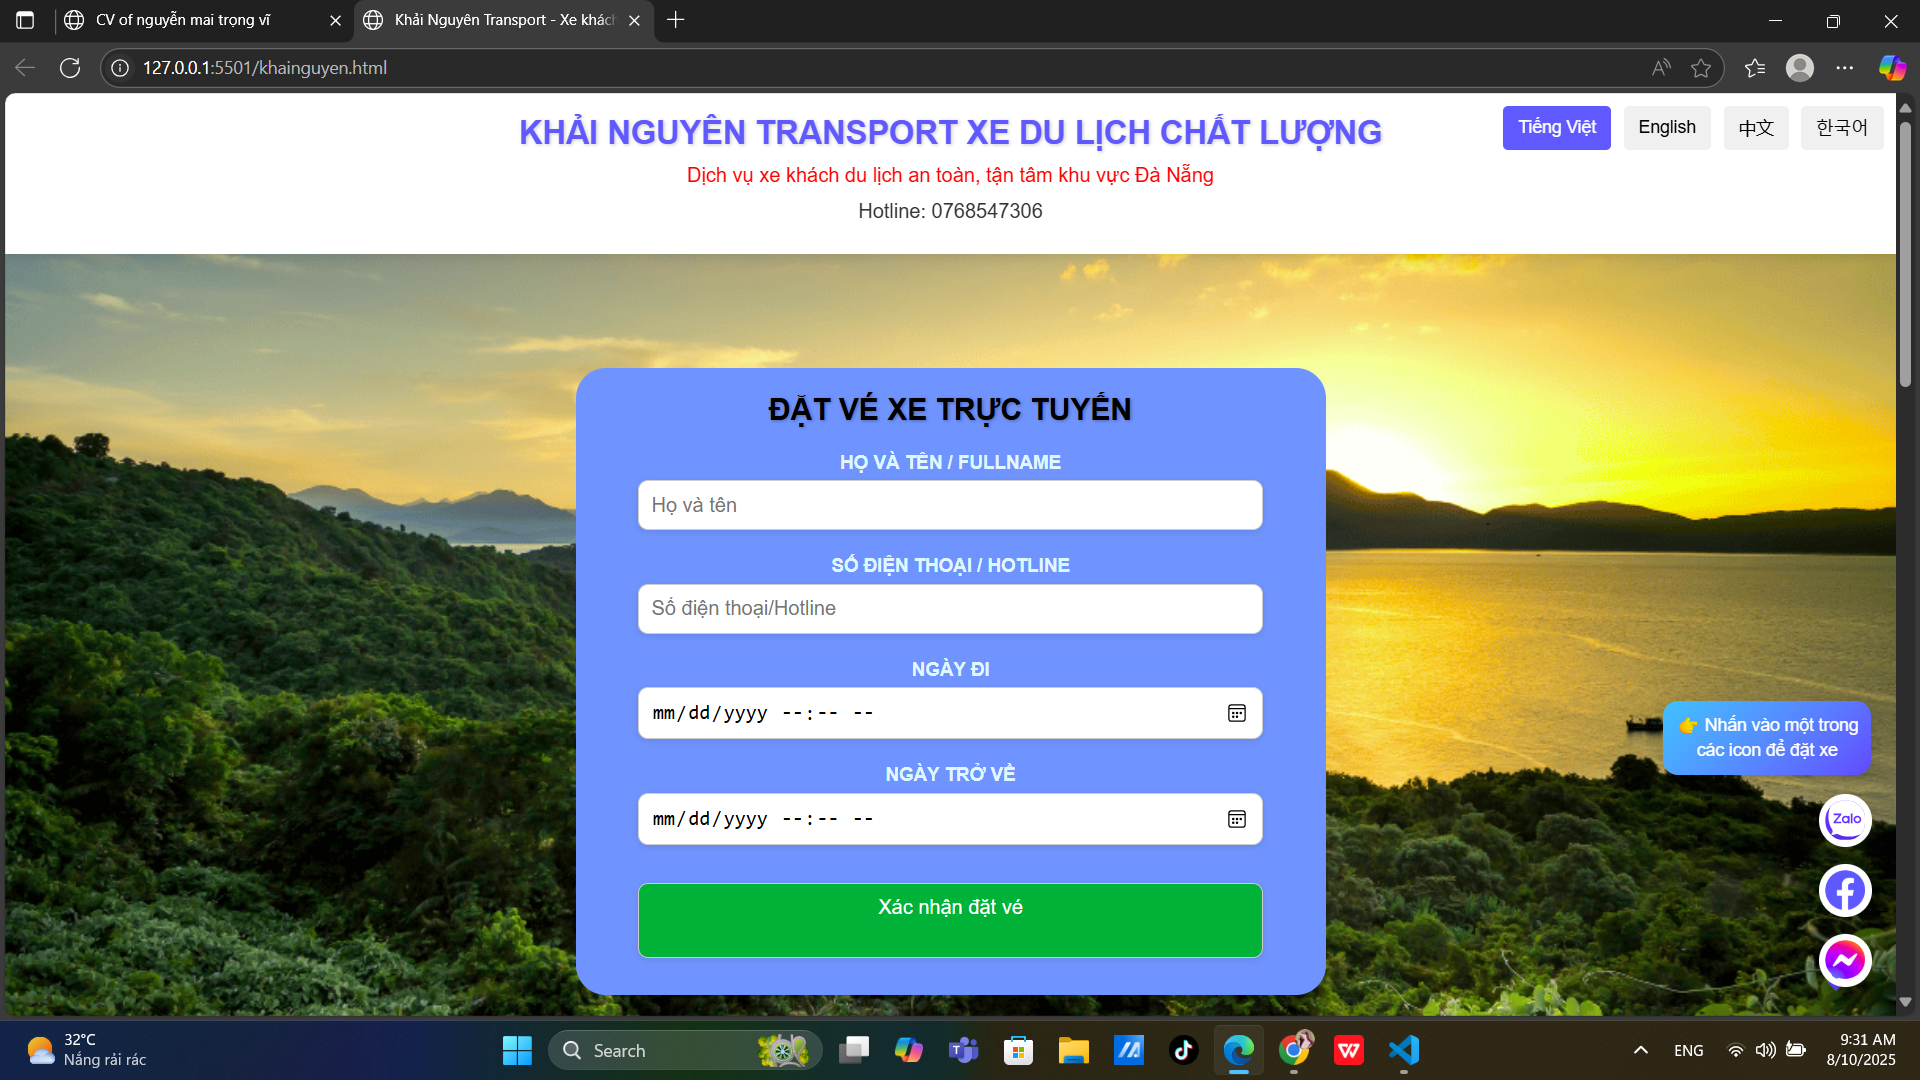 CV of nguyễn mai trọng vĩ
Khải Nguyên Transport - Xe khác
127.0.0.1:5501/khainguyen.html
KHẢI NGUYÊN TRANSPORT XE DU LỊCH CHẤT LƯỢNG
Tiếng Việt
English
中文
한국어
Dịch vụ xe khách du lịch an toàn, tận tâm khu vực Đà Nẵng
Hotline: 0768547306
ĐẶT VÉ XE TRỰC TUYẾN
HỌ VÀ TÊN / FULLNAME
Họ và tên
SỐ ĐIỆN THOẠI / HOTLINE
Số điện thoại/Hotline
NGÀY ĐI
mm/dd/yyyy --:-- --
NGÀY TRỞ VỀ
mm/dd/yyyy --:-- --
Xác nhận đặt vé
👉 Nhấn vào một trong
các icon để đặt xe
Zalo
32°C
Nắng rải rác
Search
ENG
9:31 AM
8/10/2025